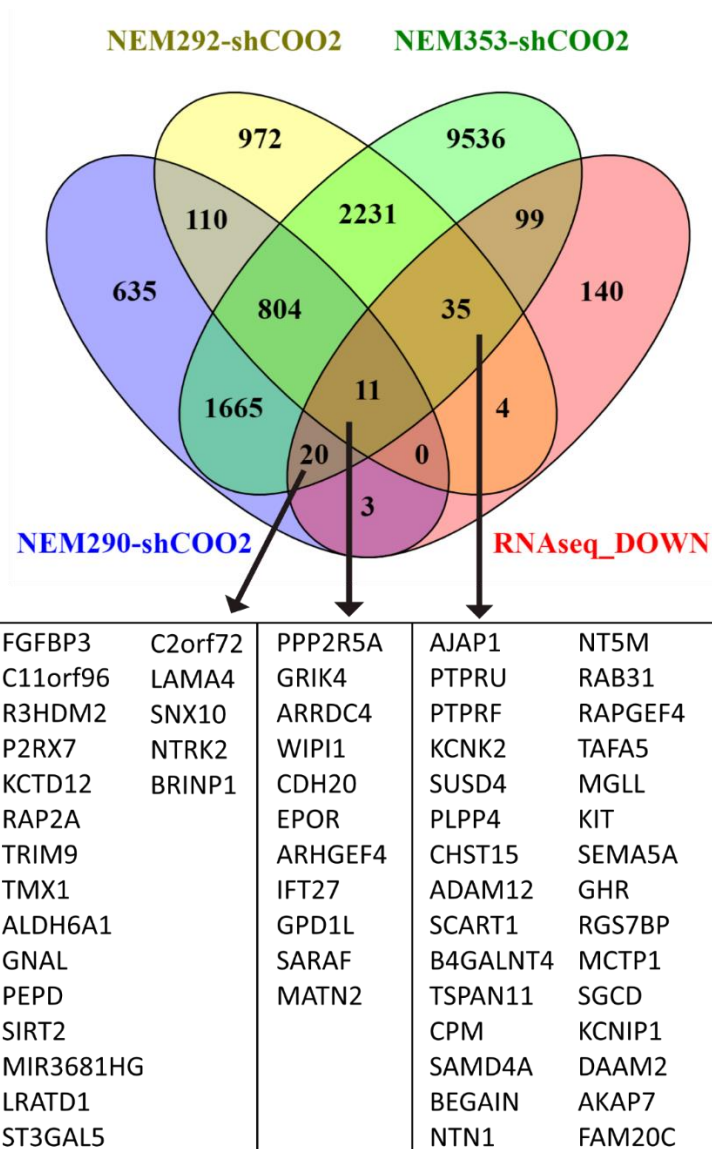 NEM292-shCOO2 NEM353-shCOO2
972 9536
110 2231 99
635 804 35 140
11
1665 4
20 0
3
NEM290-shCOO2 RNAseq_DOWN
FGFBP3 C2orf72 PPP2R5A AJAP1 NT5M
C11orf96 LAMA4 GRIK4 PTPRU RAB31
R3HDM2 SNX10 ARRDC4 PTPRF RAPGEF4
P2RX7 NTRK2 WIPI1 KCNK2 TAFA5
KCTD12 BRINP1 CDH20 SUSD4 MGLL
RAP2A EPOR PLPP4 KIT
TRIM9 ARHGEF4 CHST15 SEMA5A
TMX1 IFT27 ADAM12 GHR
ALDH6A1 GPD1L SCART1 RGS7BP
GNAL SARAF B4GALNT4 MCTP1
PEPD MATN2 TSPAN11 SGCD
SIRT2 CPM KCNIP1
MIR3681HG SAMD4A DAAM2
LRATD1 BEGAIN AKAP7
ST3GAL5 NTN1 FAM20C